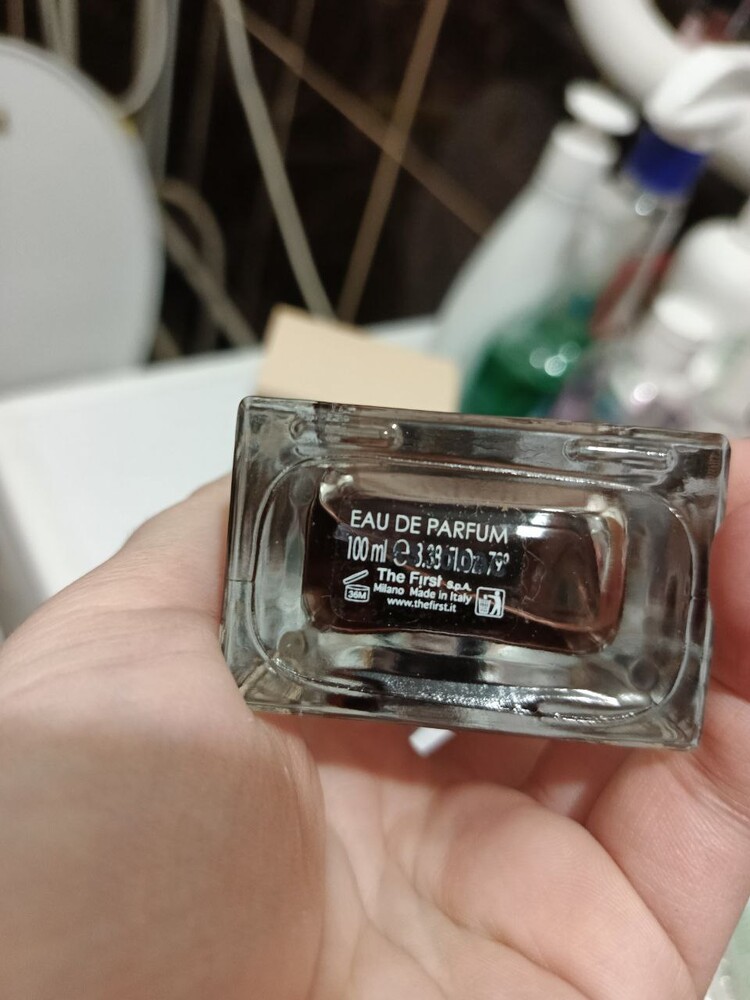 EAU DE PARFUM
100 ml ℮ 3.38 fl.Oz 79°
36M
The First S.p.A.
Milano Made in Italy
www.thefirst.it